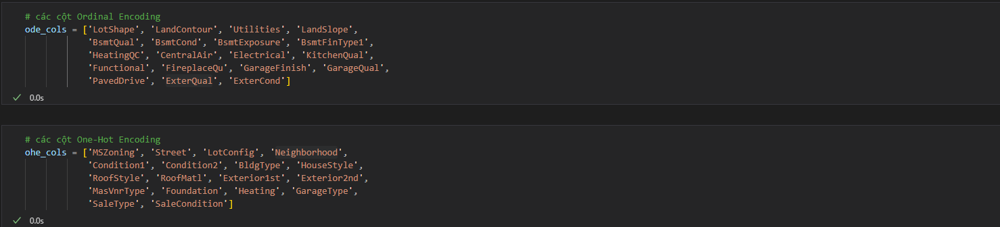 # các cột Ordinal Encoding
ode_cols = ['LotShape', 'LandContour', 'Utilities', 'LandSlope',
'BsmtQual', 'BsmtCond', 'BsmtExposure', 'BsmtFinType1',
'HeatingQC', 'CentralAir', 'Electrical', 'KitchenQual',
'Functional', 'FireplaceQu', 'GarageFinish', 'GarageQual',
'PavedDrive', 'ExterQual', 'ExterCond']
0.0s
# các cột One-Hot Encoding
ohe_cols = ['MSZoning', 'Street', 'LotConfig', 'Neighborhood',
'Condition1', 'Condition2', 'BldgType', 'HouseStyle',
'RoofStyle', 'RoofMatl', 'Exterior1st', 'Exterior2nd',
'MasVnrType', 'Foundation', 'Heating', 'GarageType',
'SaleType', 'SaleCondition']
0.0s